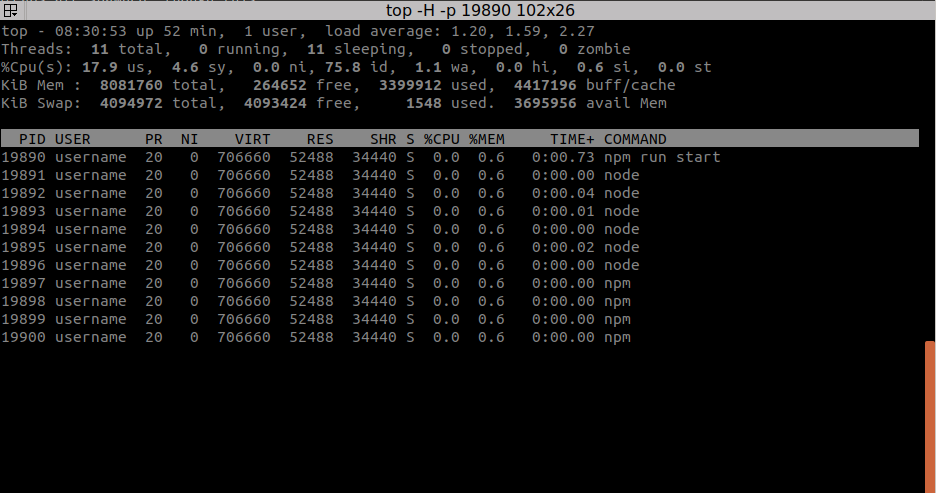 top -H -p 19890 102x26
top - 08:30:53 up 52 min,  1 user,  load average: 1.20, 1.59, 2.27
Threads:  11 total,   0 running,  11 sleeping,   0 stopped,   0 zombie
%Cpu(s): 17.9 us,  4.6 sy,  0.0 ni, 75.8 id,  1.1 wa,  0.0 hi,  0.6 si,  0.0 st
KiB Mem :  8081760 total,   264652 free,  3399912 used,  4417196 buff/cache
KiB Swap:  4094972 total,  4093424 free,     1548 used.  3695956 avail Mem
PID USER      PR  NI    VIRT    RES    SHR S %CPU %MEM     TIME+ COMMAND
19890 username  20   0  706660  52488  34440 S  0.0  0.6   0:00.73 npm run start
19891 username  20   0  706660  52488  34440 S  0.0  0.6   0:00.00 node
19892 username  20   0  706660  52488  34440 S  0.0  0.6   0:00.04 node
19893 username  20   0  706660  52488  34440 S  0.0  0.6   0:00.01 node
19894 username  20   0  706660  52488  34440 S  0.0  0.6   0:00.00 node
19895 username  20   0  706660  52488  34440 S  0.0  0.6   0:00.02 node
19896 username  20   0  706660  52488  34440 S  0.0  0.6   0:00.00 node
19897 username  20   0  706660  52488  34440 S  0.0  0.6   0:00.00 npm
19898 username  20   0  706660  52488  34440 S  0.0  0.6   0:00.00 npm
19899 username  20   0  706660  52488  34440 S  0.0  0.6   0:00.00 npm
19900 username  20   0  706660  52488  34440 S  0.0  0.6   0:00.00 npm